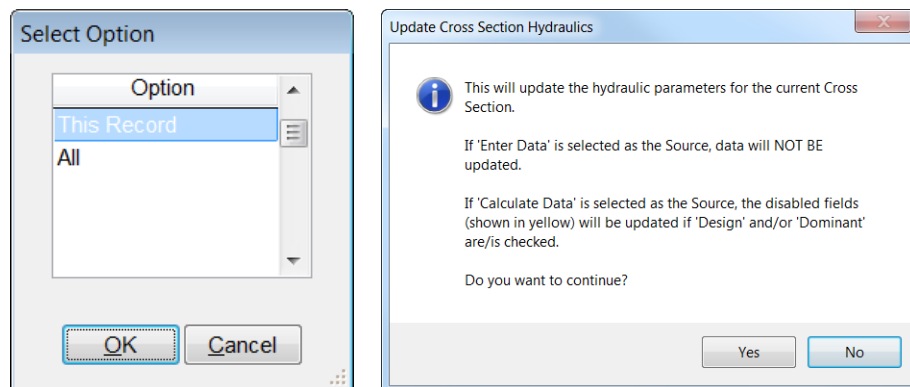 Select Option
Option
This Record
All
OK
Cancel
Update Cross Section Hydraulics
This will update the hydraulic parameters for the current Cross
Section.
If 'Enter Data' is selected as the Source, data will NOT BE
updated.
If 'Calculate Data' is selected as the Source, the disabled fields
(shown in yellow) will be updated if 'Design' and/or 'Dominant'
are/is checked.
Do you want to continue?
Yes
No